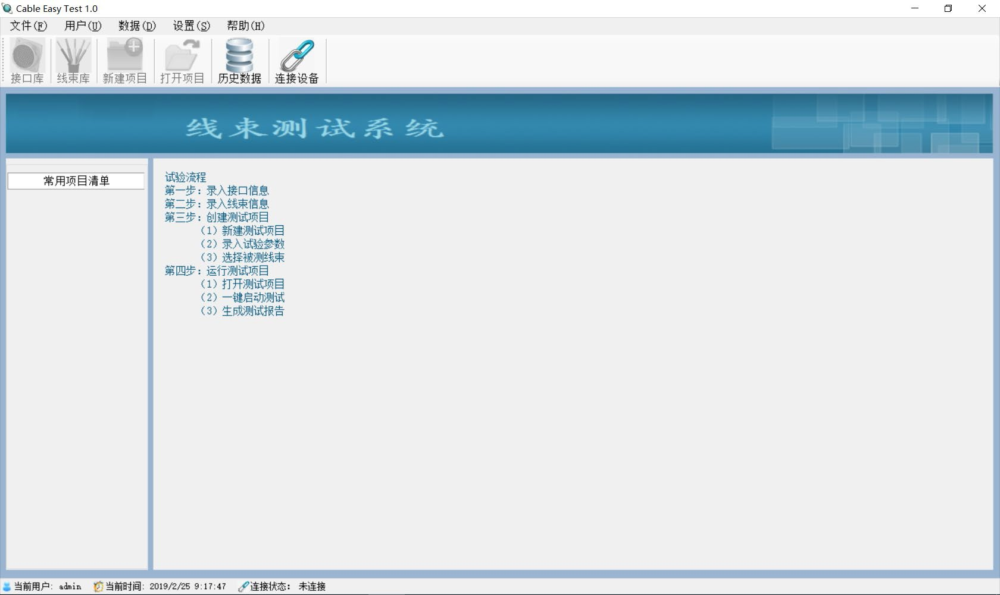 Cable Easy Test 1.0
文件(F) 用户(U) 数据(D) 设置(S) 帮助(H)
接口库 线束库 新建项目 打开项目 历史数据 连接设备
线束测试系统
常用项目清单
试验流程
第一步：录入接口信息
第二步：录入线束信息
第三步：创建测试项目
（1）新建测试项目
（2）录入试验参数
（3）选择被测线束
第四步：运行测试项目
（1）打开测试项目
（2）一键启动测试
（3）生成测试报告
当前用户: admin 当前时间: 2019/2/25 9:17:47 连接状态: 未连接